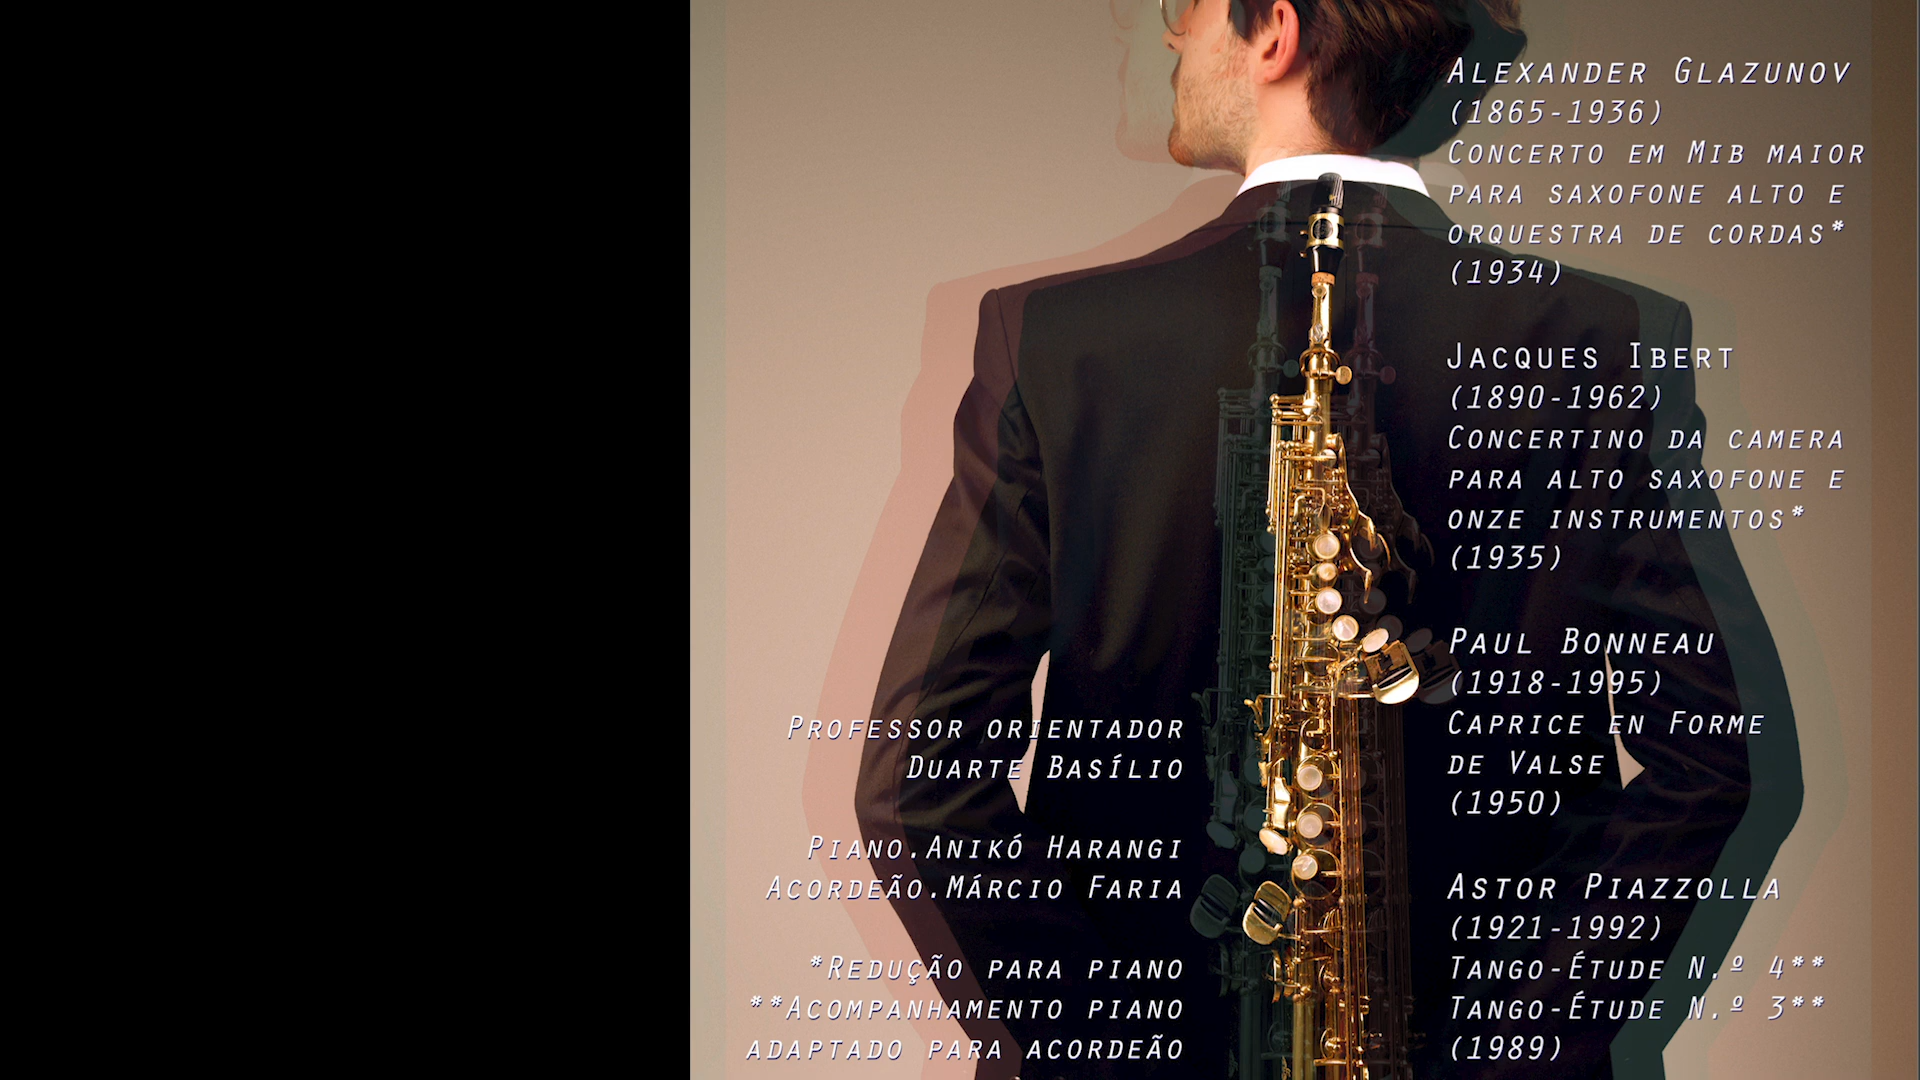 Alexander Glazunov
(1865-1936)
Concerto em Mib maior
para saxofone alto e
orquestra de cordas*
(1934)
Jacques Ibert
(1890-1962)
Concertino da camera
para alto saxofone e
onze instrumentos*
(1935)
Paul Bonneau
(1918-1995)
Caprice en Forme
de Valse
(1950)
Astor Piazzolla
(1921-1992)
Tango-Étude N.º 4**
Tango-Étude N.º 3**
(1989)
Professor orientador
Duarte Basílio
Piano.Anikó Harangi
Acordeão.Márcio Faria
*Redução para piano
**Acompanhamento piano
adaptado para acordeão